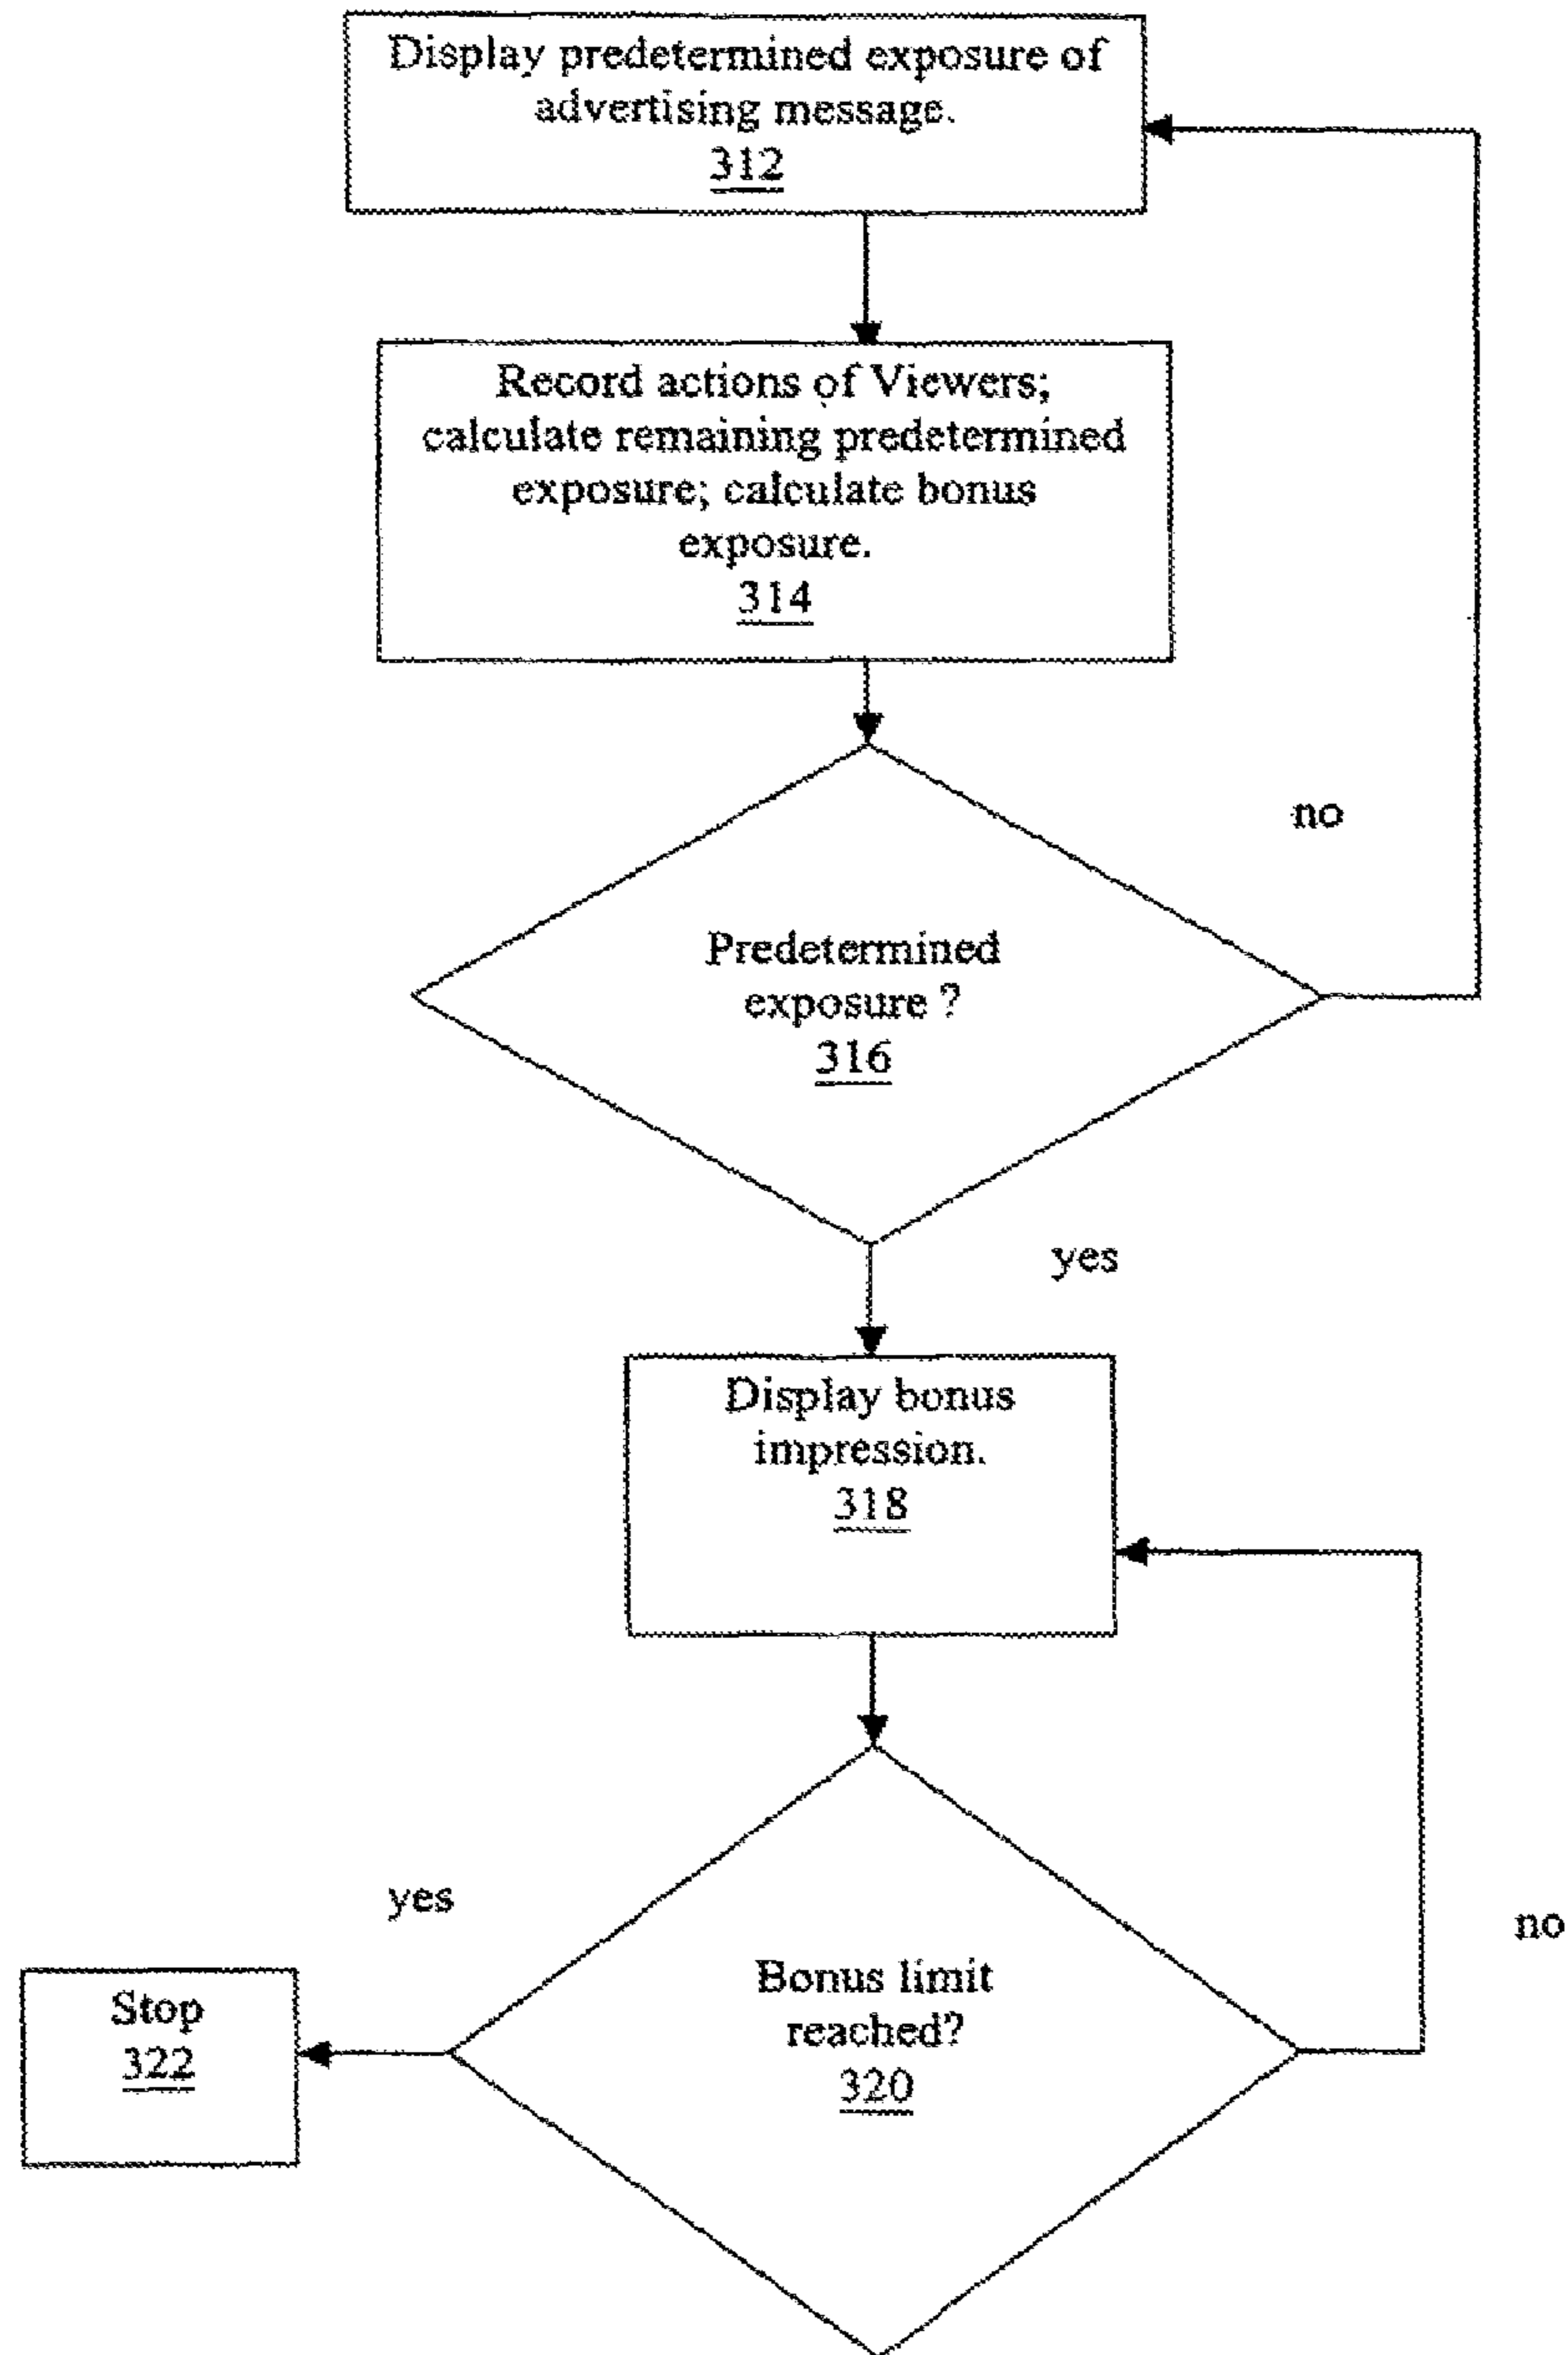 Display predetermined exposure of
advertising message.
312
Record actions of Viewers;
calculate remaining predetermined
exposure; calculate bonus
exposure.
314
no
Predetermined
exposure ?
316
yes
Display bonus
impression.
318
yes
no
Bonus limit
reached?
320
Stop
322